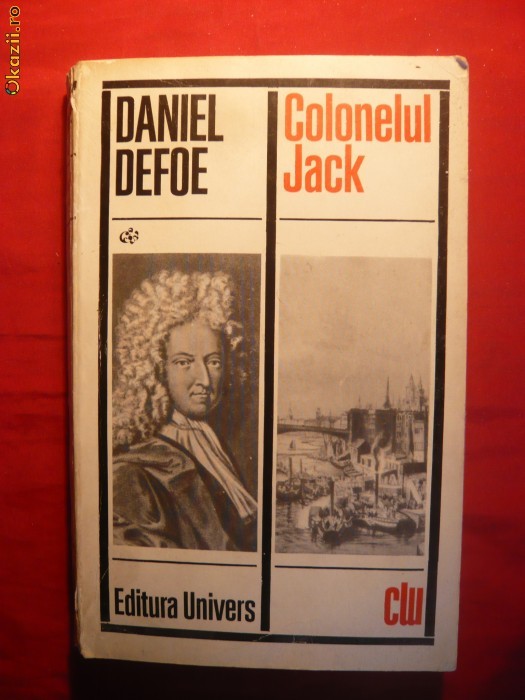 Okazii.ro
DANIEL
DEFOE
Colonelul
Jack
Editura Univers
clu